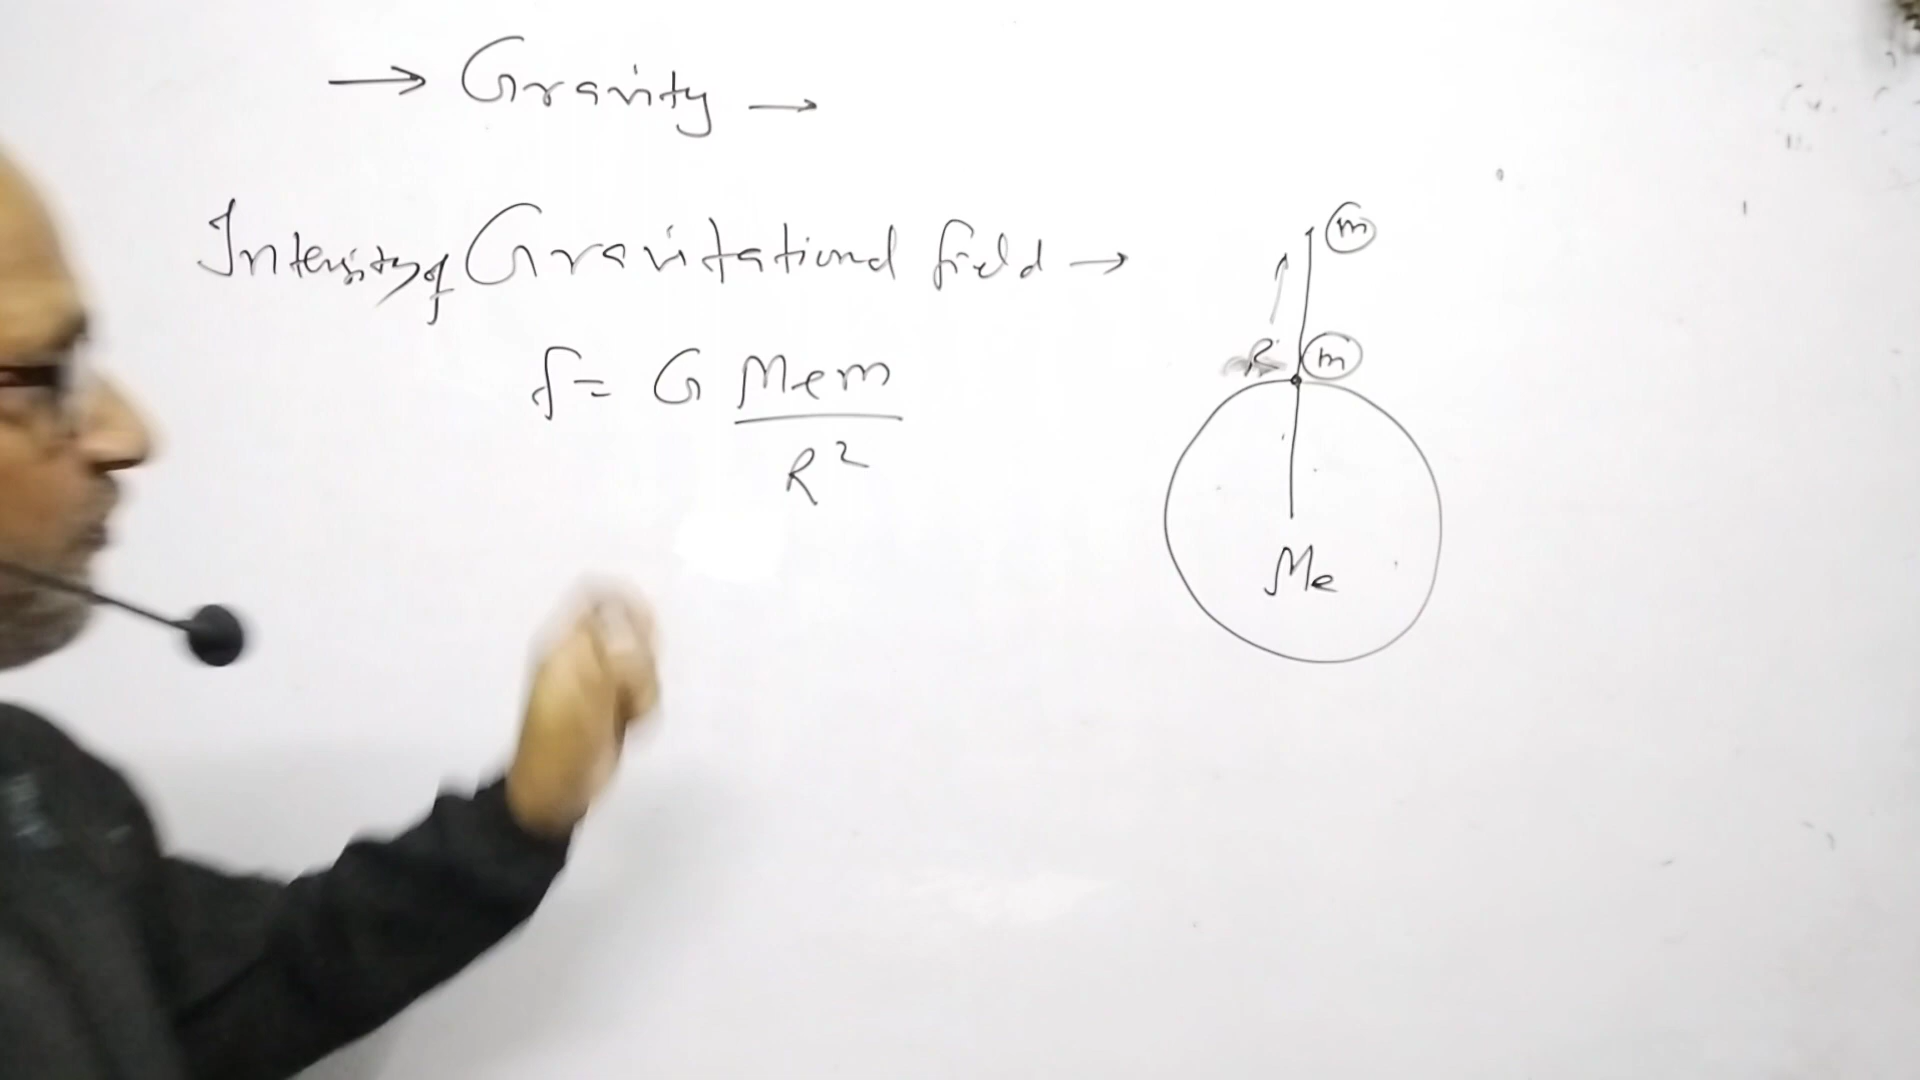 → Gravity →
Intensity of Gravitational field →
f = G Mem
R²
m
R
m
Me